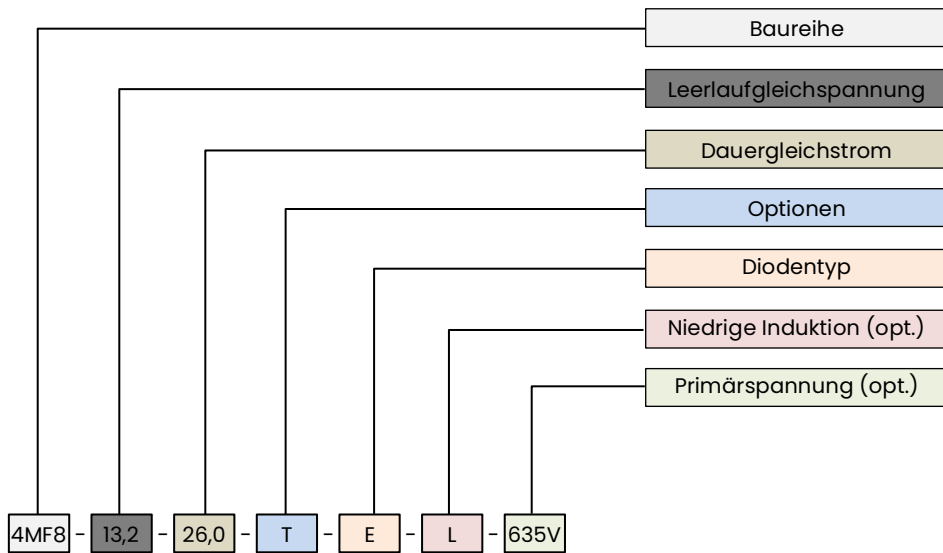 Baureihe
Leerlaufgleichspannung
Dauergleichstrom
Optionen
Diodentyp
Niedrige Induktion (opt.)
Primärspannung (opt.)
4MF8 - 13,2 - 26,0 - T - E - L - 635V